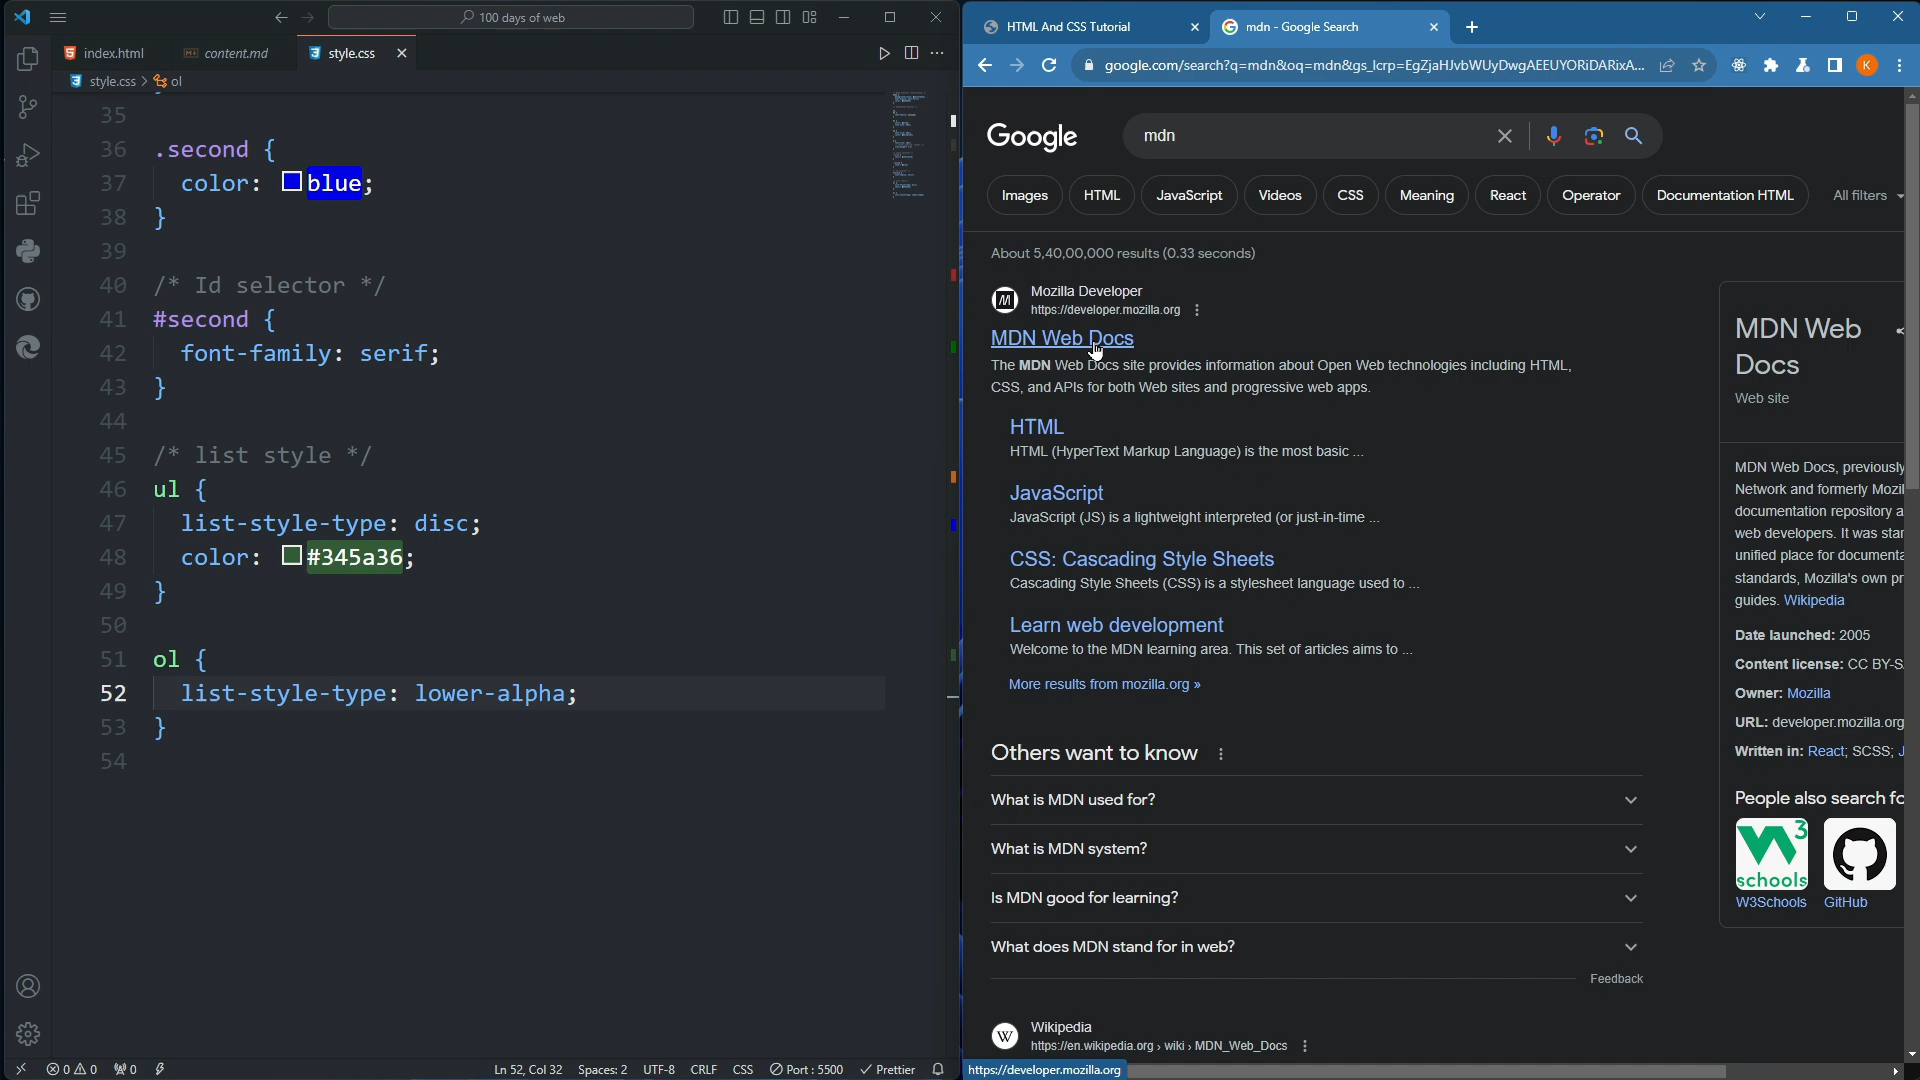 100 days of web
index.html
content.md
style.css
style.css > ol
35
36 .second {
37 color: blue;
38 }
39
40 /* Id selector */
41 #second {
42 font-family: serif;
43 }
44
45 /* list style */
46 ul {
47 list-style-type: disc;
48 color: #345a36;
49 }
50
51 ol {
52 list-style-type: lower-alpha;
53 }
54
0 0 0
Ln 52, Col 32 Spaces: 2 UTF-8 CRLF CSS Port : 5500 Prettier
HTML And CSS Tutorial
mdn - Google Search
google.com/search?q=mdn&oq=mdn&gs_lcrp=EgZjaHJvbWUyDwgAEEUYORiDARixA...
K
Google
mdn
Images HTML JavaScript Videos CSS Meaning React Operator Documentation HTML All filters
About 5,40,00,000 results (0.33 seconds)
Mozilla Developer
https://developer.mozilla.org
MDN Web Docs
The MDN Web Docs site provides information about Open Web technologies including HTML,
CSS, and APIs for both Web sites and progressive web apps.
HTML
HTML (HyperText Markup Language) is the most basic ...
JavaScript
JavaScript (JS) is a lightweight interpreted (or just-in-time ...
CSS: Cascading Style Sheets
Cascading Style Sheets (CSS) is a stylesheet language used to ...
Learn web development
Welcome to the MDN learning area. This set of articles aims to ...
More results from mozilla.org »
Others want to know
What is MDN used for?
What is MDN system?
Is MDN good for learning?
What does MDN stand for in web?
Feedback
W
Wikipedia
https://en.wikipedia.org › wiki › MDN_Web_Docs
https://developer.mozilla.org
MDN Web
Docs
Web site
MDN Web Docs, previously
Network and formerly Mozil
documentation repository a
web developers. It was star
unified place for documenta
standards, Mozilla's own pr
guides. Wikipedia
Date launched: 2005
Content license: CC BY-S
Owner: Mozilla
URL: developer.mozilla.org
Written in: React; SCSS; J
People also search fo
W3 schools
W3Schools
GitHub